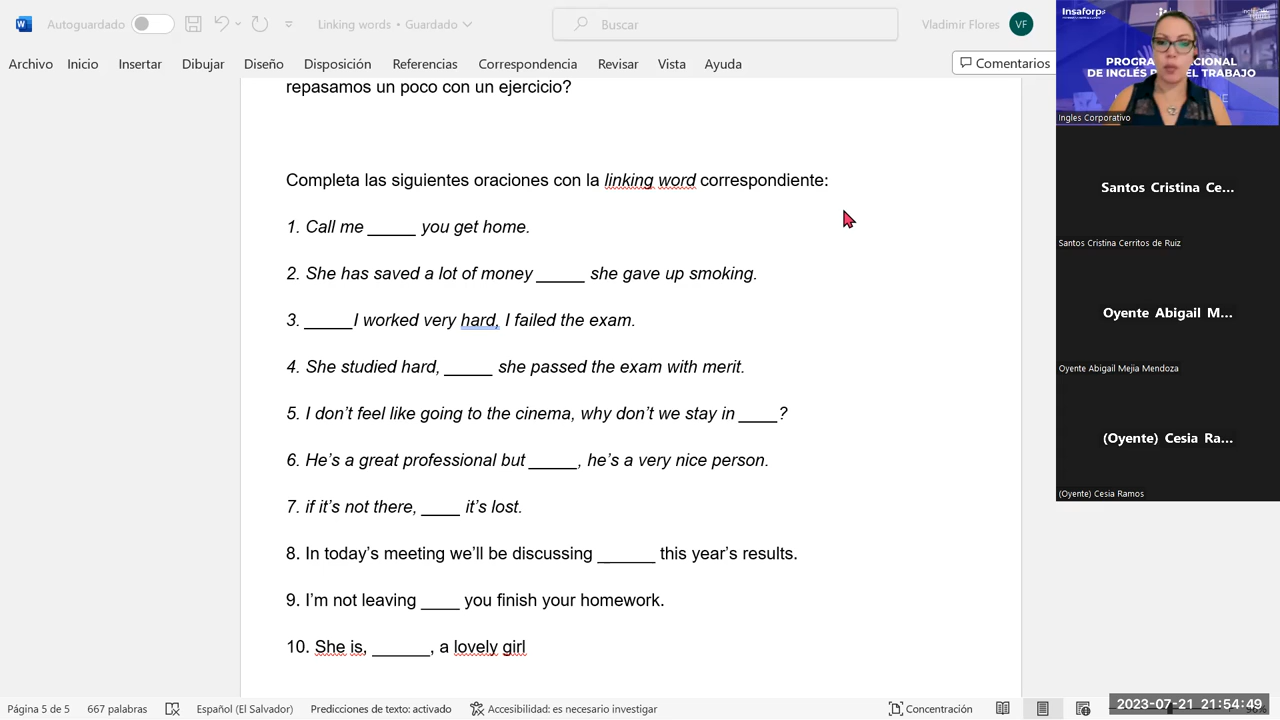 Autoguardado
Linking words • Guardado
Buscar
Vladimir Flores
VF
Archivo Inicio Insertar Dibujar Diseño Disposición Referencias Correspondencia Revisar Vista Ayuda
Comentarios
repasamos un poco con un ejercicio?
Completa las siguientes oraciones con la linking word correspondiente:
1. Call me _____ you get home.
2. She has saved a lot of money _____ she gave up smoking.
3. _____I worked very hard, I failed the exam.
4. She studied hard, _____ she passed the exam with merit.
5. I don't feel like going to the cinema, why don't we stay in ____?
6. He's a great professional but _____, he's a very nice person.
7. if it's not there, ____ it's lost.
8. In today's meeting we'll be discussing ______ this year's results.
9. I'm not leaving ____ you finish your homework.
10. She is, ______, a lovely girl
Página 5 de 5
667 palabras
Español (El Salvador)
Predicciones de texto: activado
Accesibilidad: es necesario investigar
Concentración
2023-07-21 21:54:49
Insaforp
Ingles Corporativo
Santos Cristina Ce...
Santos Cristina Cerritos de Ruiz
Oyente Abigail M...
Oyente Abigail Mejia Mendoza
(Oyente) Cesia Ra...
(Oyente) Cesia Ramos